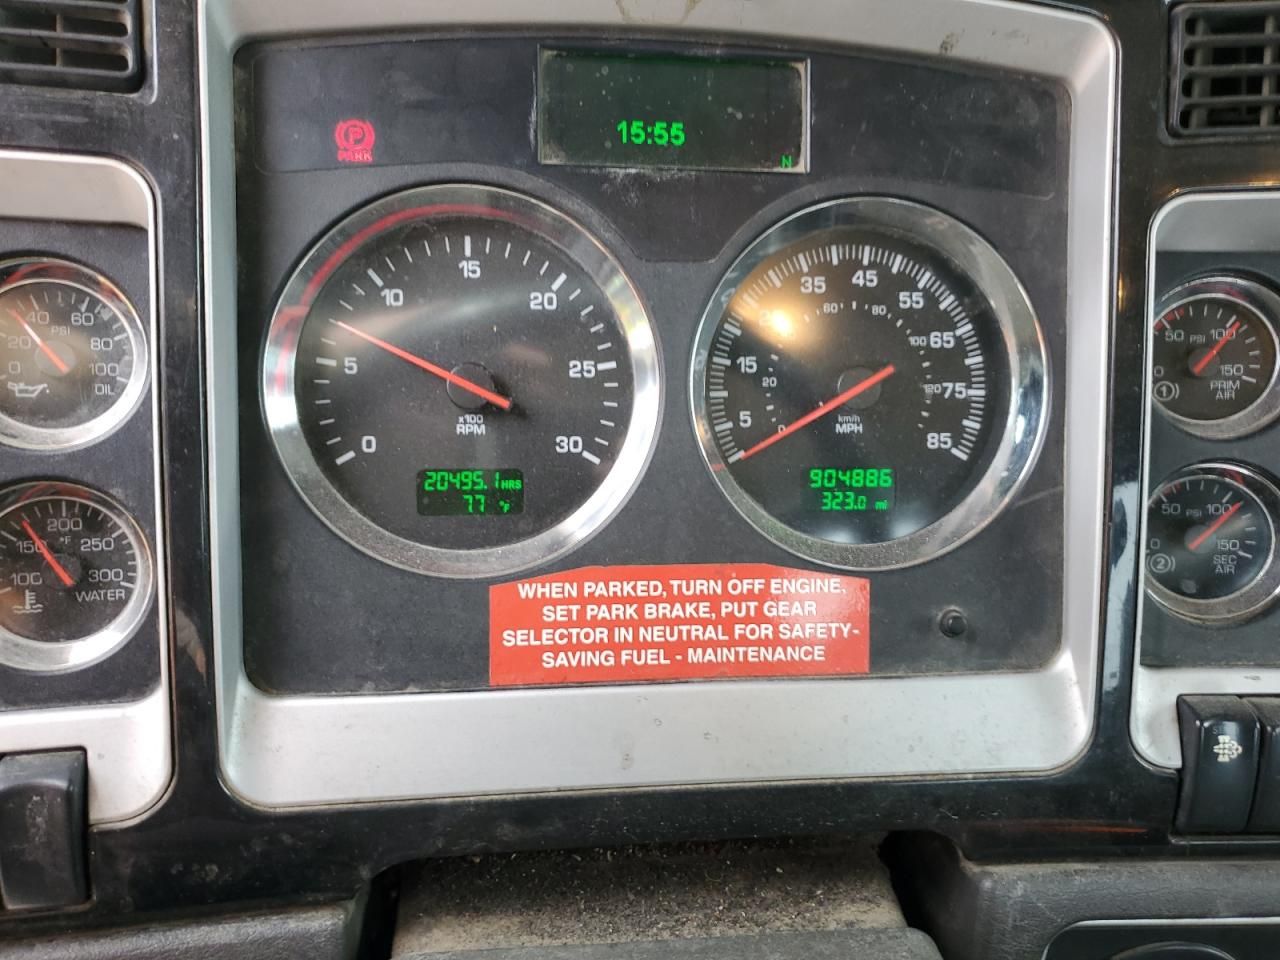 15:55
N
P
PARK
0
5
10
15
20
25
30
x100
RPM
20495.1 HRS
77 °F
5
15
35
45
55
65
75
85
0
20
60
80
100
120
km/h
MPH
904886
323.0 mi
0
20
40
60
80
100
PSI
OIL
100
150
200
250
300
°F
WATER
0
50
PSI
100
150
(1)
PRIM
AIR
0
50
PSI
100
150
(2)
SEC
AIR
WHEN PARKED, TURN OFF ENGINE,
SET PARK BRAKE, PUT GEAR
SELECTOR IN NEUTRAL FOR SAFETY-
SAVING FUEL - MAINTENANCE